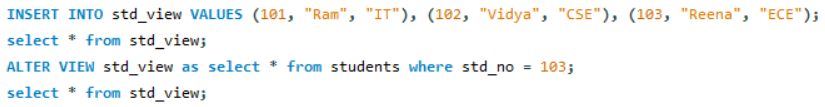 INSERT INTO std_view VALUES (101, "Ram", "IT"), (102, "Vidya", "CSE"), (103, "Reena", "ECE");
select * from std_view;
ALTER VIEW std_view as select * from students where std_no = 103;
select * from std_view;